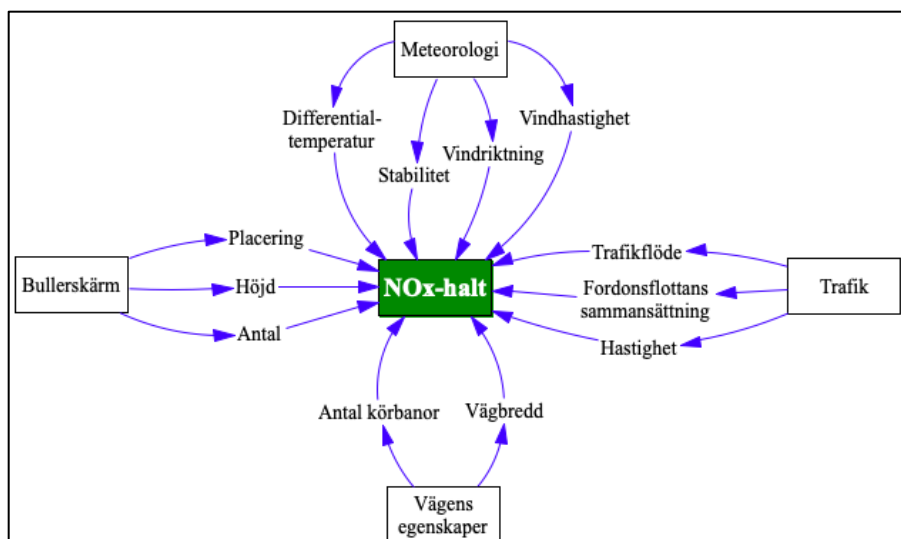 Meteorologi
Differential-
temperatur
Stabilitet
Vindriktning
Vindhastighet
Bullerskärm
Placering
Höjd
Antal
NOx-halt
Trafikflöde
Fordonsflottans
sammansättning
Hastighet
Trafik
Antal körbanor
Vägbredd
Vägens
egenskaper